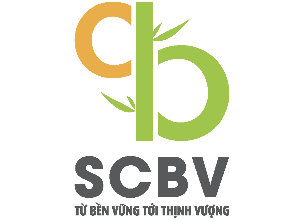 SCBV
TỪ BỀN VỮNG TỚI THỊNH VƯỢNG